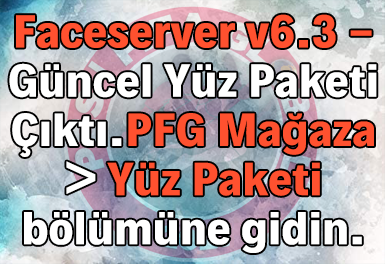 Faceserver v6.3 –
Güncel Yüz Paketi
Çıktı.PFG Mağaza
> Yüz Paketi
bölümüne gidin.